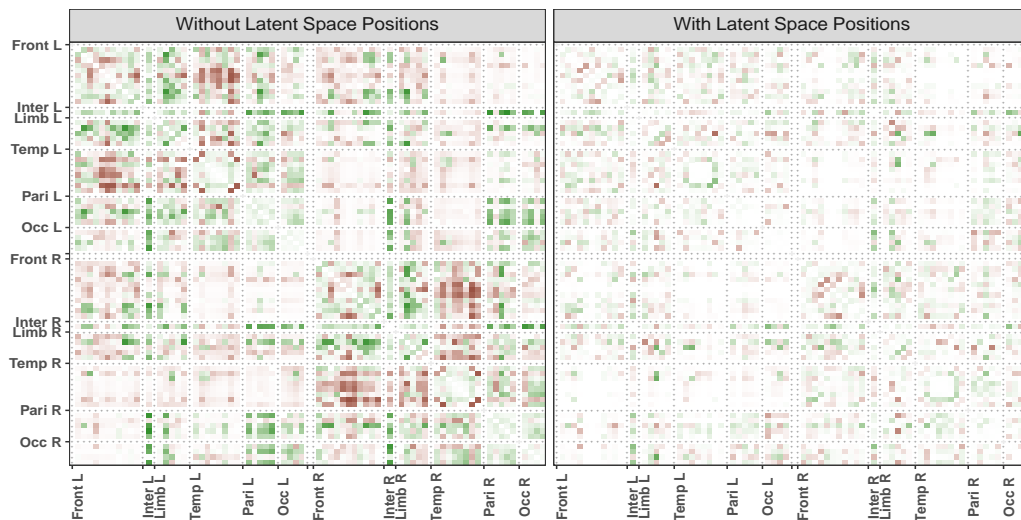 Without Latent Space Positions
With Latent Space Positions
Front L
Inter L
Limb L
Temp L
Pari L
Occ L
Front R
Inter R
Limb R
Temp R
Pari R
Occ R
Front L
Inter L
Limb L
Temp L
Pari L
Occ L
Front R
Inter R
Limb R
Temp R
Pari R
Occ R
Front L
Inter L
Limb L
Temp L
Pari L
Occ L
Front R
Inter R
Limb R
Temp R
Pari R
Occ R